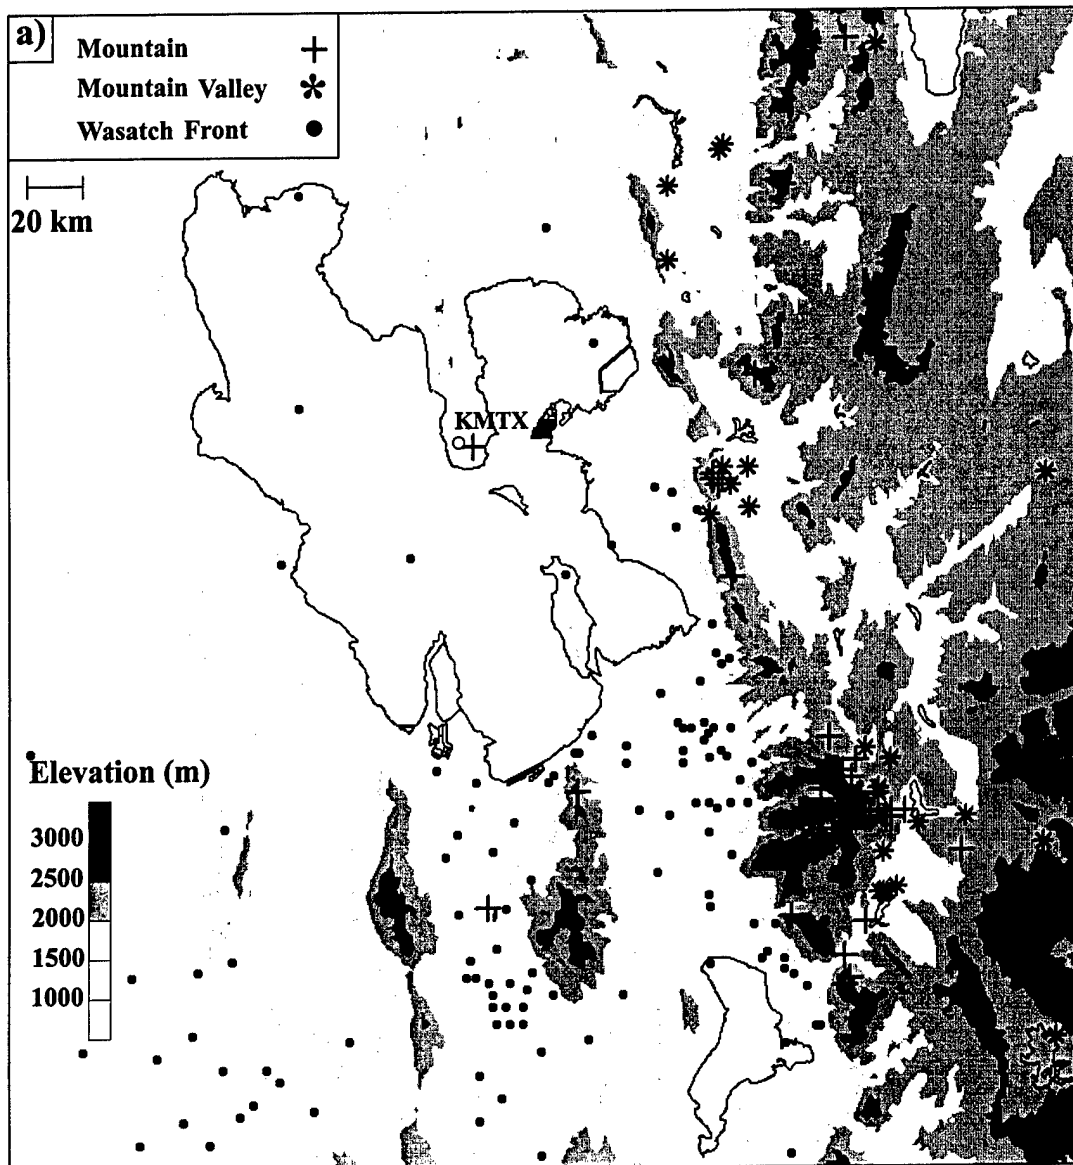 a)
Mountain
Mountain Valley
Wasatch Front
20 km
KMTX
Elevation (m)
3000
2500
2000
1500
1000